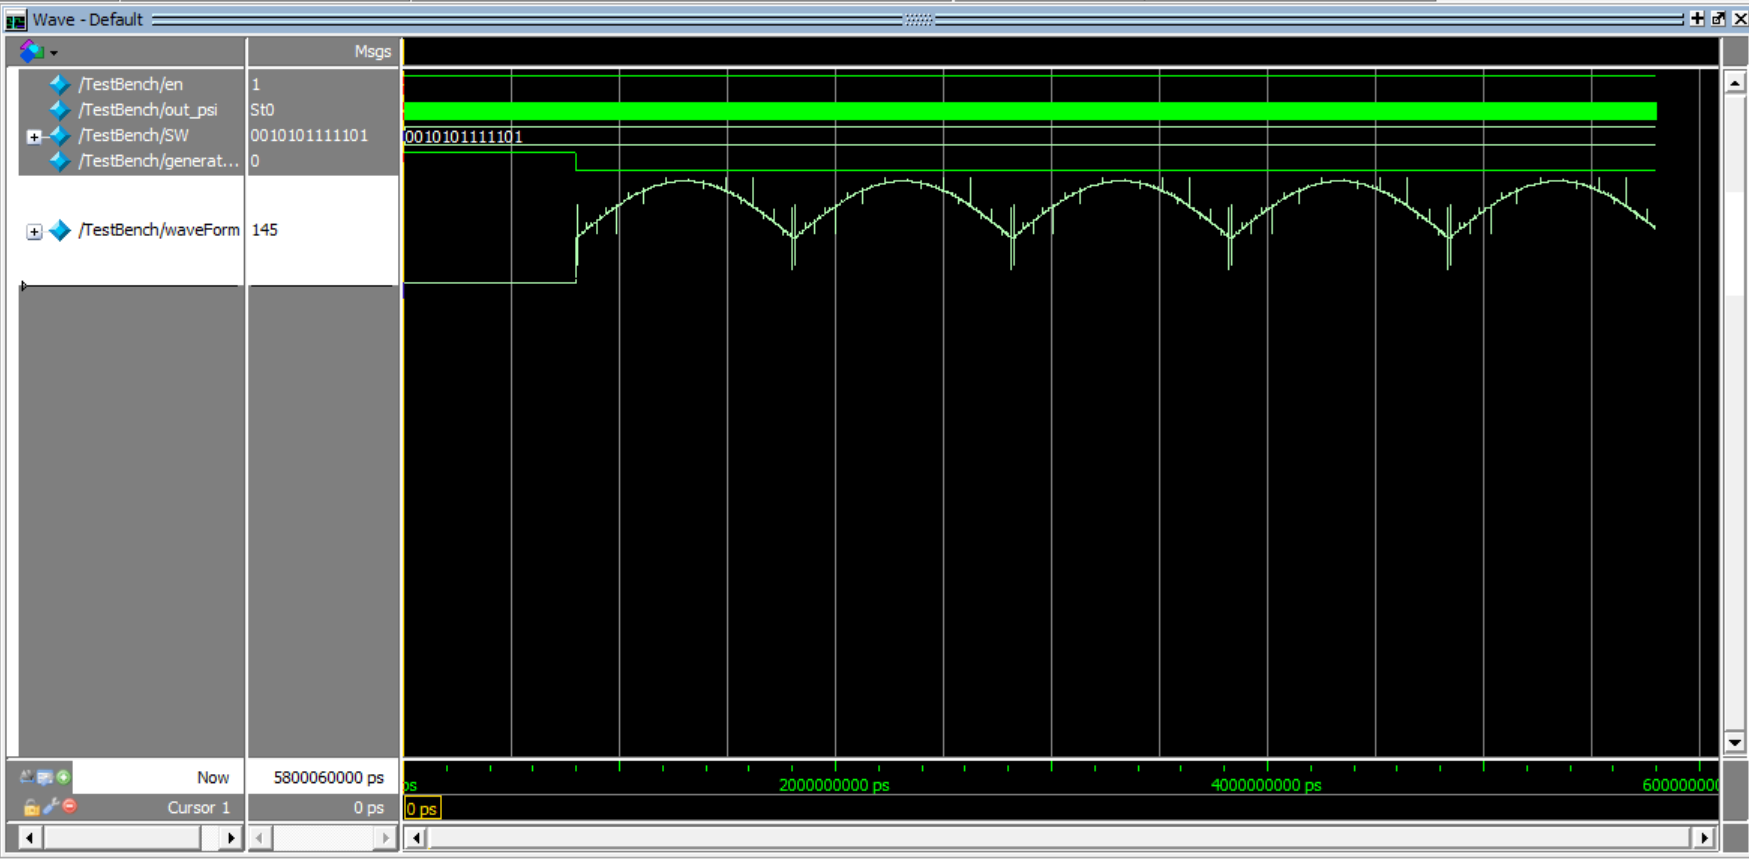 Wave - Default
Msgs
/TestBench/en 1
/TestBench/out_psi St0
/TestBench/SW 0010101111101 0010101111101
/TestBench/generat... 0
/TestBench/waveForm 145
Now 5800060000 ps ps 2000000000 ps 4000000000 ps 600000000
Cursor 1 0 ps 0 ps